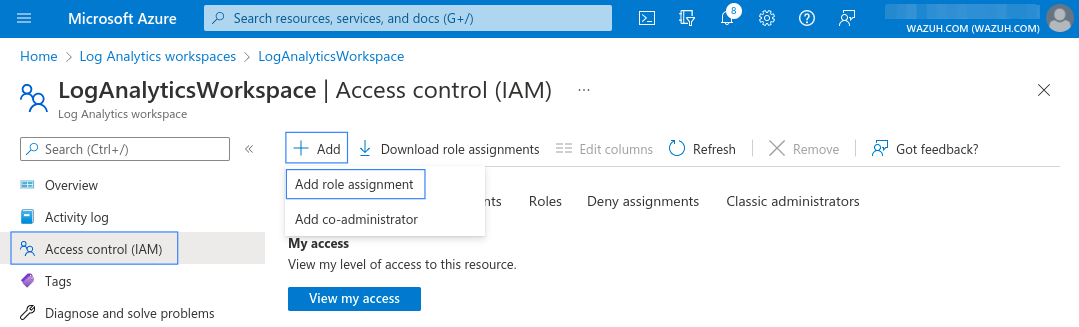 Microsoft Azure
Search resources, services, and docs (G+/)
8
WAZUH.COM (WAZUH.COM)
Home > Log Analytics workspaces > LogAnalyticsWorkspace
LogAnalyticsWorkspace | Access control (IAM) ...
Log Analytics workspace
Search (Ctrl+/) «
+ Add Download role assignments Edit columns Refresh Remove Got feedback?
Overview
Activity log
Access control (IAM)
Tags
Diagnose and solve problems
Add role assignment
Add co-administrator
Roles Deny assignments Classic administrators
My access
View my level of access to this resource.
View my access